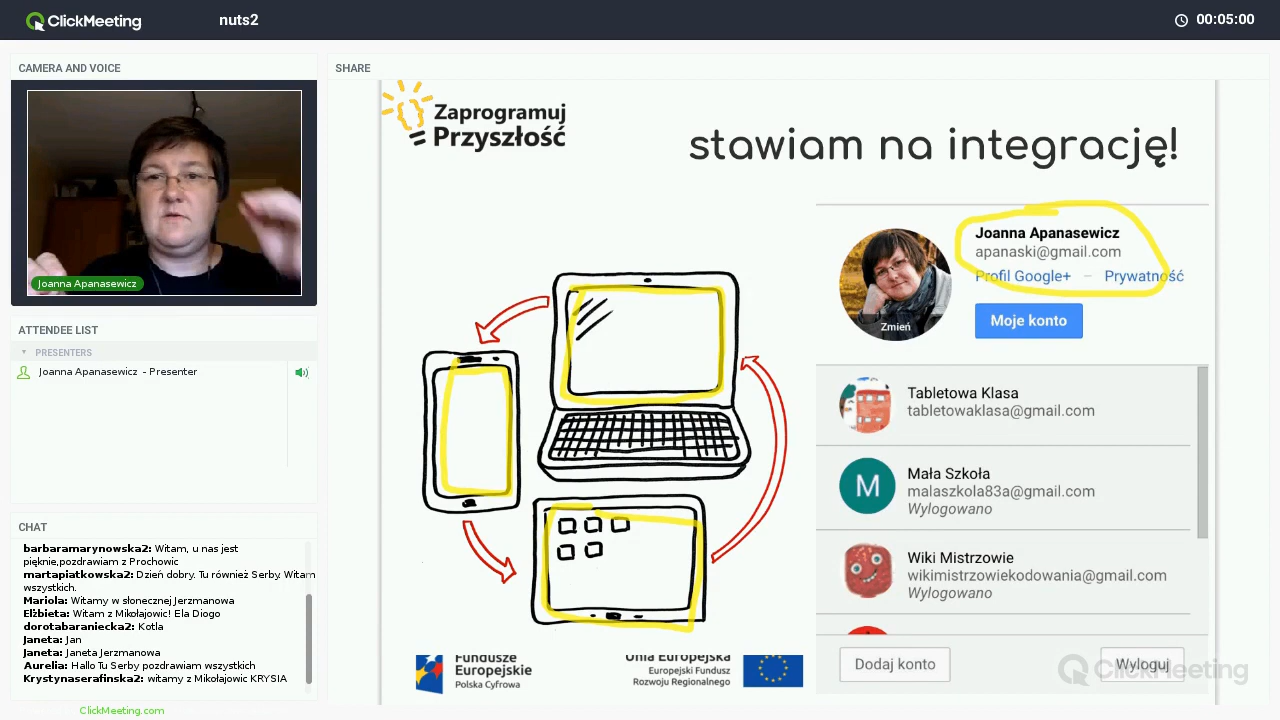 ClickMeeting
nuts2
00:05:00
CAMERA AND VOICE
Joanna Apanasewicz
ATTENDEE LIST
PRESENTERS
Joanna Apanasewicz - Presenter
CHAT
barbaramarynowska2: Witam, u nas jest
pięknie,pozdrawiam z Prochowic
martapiatkowska2: Dzień dobry. Tu również Serby. Witam
wszystkich.
Mariola: Witamy w słonecznej Jerzmanowa
Elżbieta: Witam z Mikołajowic! Ela Diogo
dorotabaraniecka2: Kotla
Janeta: Jan
Janeta: Janeta Jerzmanowa
Aurelia: Hallo Tu Serby pozdrawiam wszystkich
Krystynaserafinska2: witamy z Mikołajowic KRYSIA
ClickMeeting.com
SHARE
Zaprogramuj
Przyszłość
stawiam na integrację!
Joanna Apanasewicz
apanaski@gmail.com
Profil Google+ – Prywatność
Zmień
Moje konto
Tabletowa Klasa
tabletowaklasa@gmail.com
M
Mała Szkoła
malaszkola83a@gmail.com
Wylogowano
Wiki Mistrzowie
wikimistrzowiekodowania@gmail.com
Wylogowano
Dodaj konto
Wyloguj
ClickMeeting
Fundusze
Europejskie
Polska Cyfrowa
Unia Europejska
Europejski Fundusz
Rozwoju Regionalnego